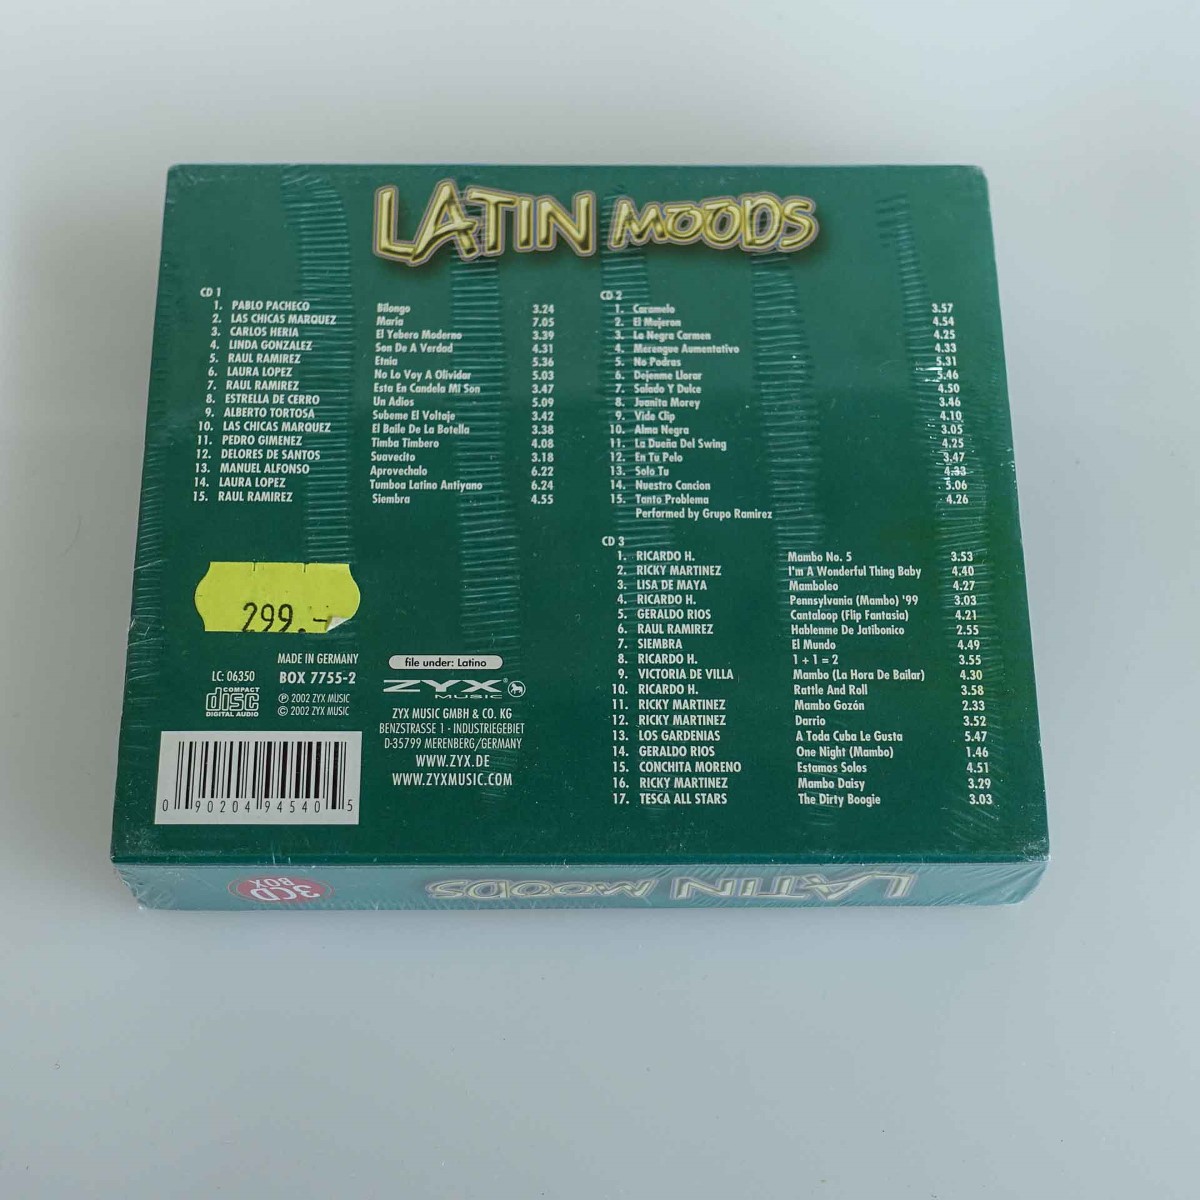 LATIN MOODS
CD 1
1. PABLO PACHECO Bilongo 3.24
2. LAS CHICAS MARQUEZ Maria 7.05
3. CARLOS HERIA El Yebero Moderno 3.39
4. LINDA GONZALEZ Son De A Verdad 4.31
5. RAUL RAMIREZ Etnia 5.36
6. LAURA LOPEZ No Lo Voy A Olividar 5.03
7. RAUL RAMIREZ Esta En Candela Mi Son 3.47
8. ESTRELLA DE CERRO Un Adios 5.09
9. ALBERTO TORTOSA Subeme El Voltaje 3.42
10. LAS CHICAS MARQUEZ El Baile De La Botella 3.38
11. PEDRO GIMENEZ Timba Timbero 4.08
12. DELORES DE SANTOS Suavecito 3.18
13. MANUEL ALFONSO Aprovechalo 6.22
14. LAURA LOPEZ Tumboa Latino Antiyano 6.24
15. RAUL RAMIREZ Siembra 4.55
CD 2
1. Caramelo 3.57
2. El Mojeron 4.54
3. La Negra Carmen 4.25
4. Merengue Aumentativo 4.33
5. No Podras 5.31
6. Dejenme Llorar 5.46
7. Salado Y Dulce 4.50
8. Juanita Morey 3.46
9. Vide Clip 4.10
10. Alma Negra 3.05
11. La Dueña Del Swing 4.25
12. En Tu Pelo 3.47
13. Solo Tu 4.33
14. Nuestro Cancion 5.06
15. Tanto Problema 4.26
Performed by Grupo Ramirez
CD 3
1. RICARDO H. Mambo No. 5 3.53
2. RICKY MARTINEZ I'm A Wonderful Thing Baby 4.40
3. LISA DE MAYA Mamboleo 4.27
4. RICARDO H. Pennsylvania (Mambo) '99 3.03
5. GERALDO RIOS Cantaloop (Flip Fantasia) 4.21
6. RAUL RAMIREZ Hablenme De Jatibonico 2.55
7. SIEMBRA El Mundo 4.49
8. RICARDO H. 1 + 1 = 2 3.55
9. VICTORIA DE VILLA Mambo (La Hora De Bailar) 4.30
10. RICARDO H. Rattle And Roll 3.58
11. RICKY MARTINEZ Mambo Gozón 2.33
12. RICKY MARTINEZ Darrio 3.52
13. LOS GARDENIAS A Toda Cuba Le Gusta 5.47
14. GERALDO RIOS One Night (Mambo) 1.46
15. CONCHITA MORENO Estamos Solos 4.51
16. RICKY MARTINEZ Mambo Daisy 3.29
17. TESCA ALL STARS The Dirty Boogie 3.03
299.-
MADE IN GERMANY
LC: 06350 BOX 7755-2
COMPACT disc DIGITAL AUDIO
℗ 2002 ZYX MUSIC
© 2002 ZYX MUSIC
file under: Latino
ZYX MUSIC
ZYX MUSIC GMBH & CO. KG
BENZSTRASSE 1 - INDUSTRIEGEBIET
D-35799 MERENBERG/GERMANY
WWW.ZYX.DE
WWW.ZYXMUSIC.COM
0 90204 94540 5
3CD BOX
LATIN MOODS